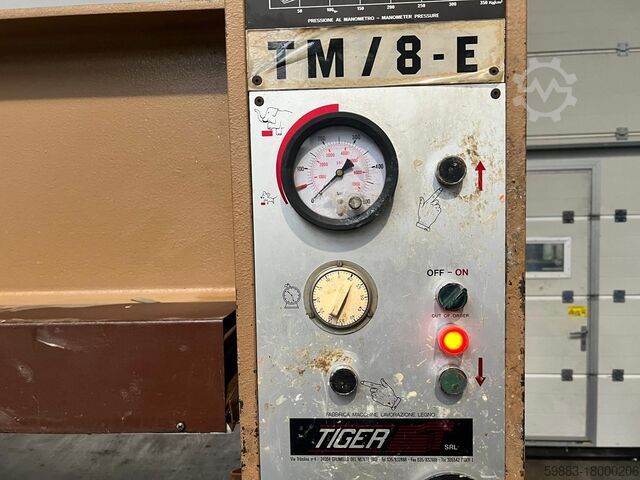 50 100 150 200 250 300 350 Kg/cm²
PRESSIONE AL MANOMETRO - MANOMETER PRESSURE
TM/8-E
OFF - ON
OUT OF ORDER
FABBRICA MACCHINE LAVORAZIONE LEGNO
TIGER SRL
59883-18000206